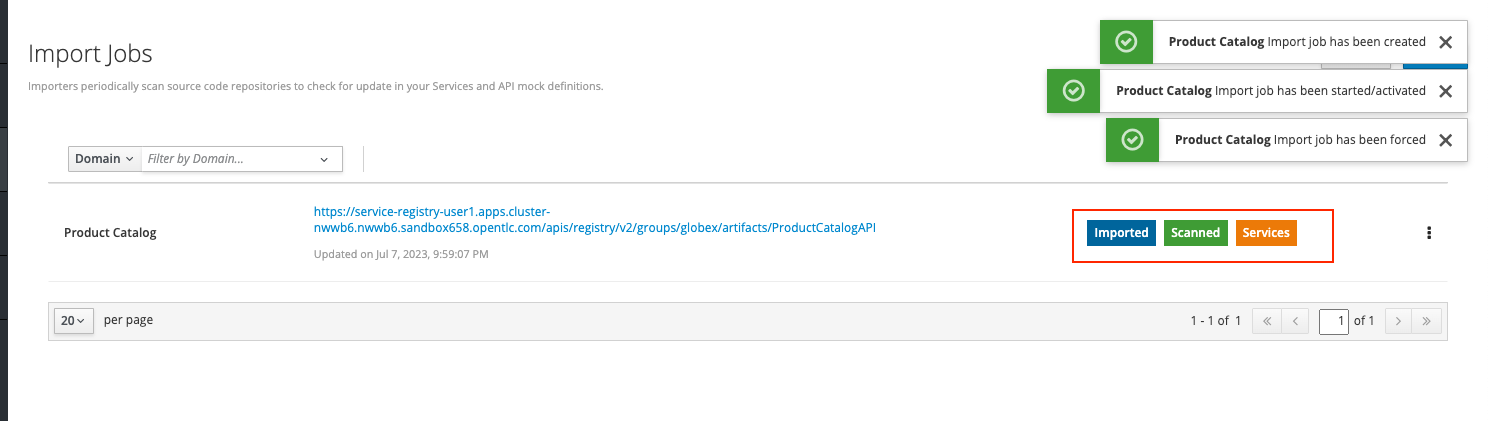 Product Catalog Import job has been created
Import Jobs
Importers periodically scan source code repositories to check for update in your Services and API mock definitions.
Product Catalog Import job has been started/activated
Product Catalog Import job has been forced
Domain Filter by Domain...
Product Catalog
https://service-registry-user1.apps.cluster-
nwwb6.nwwb6.sandbox658.opentlc.com/apis/registry/v2/groups/globex/artifacts/ProductCatalogAPI
Updated on Jul 7, 2023, 9:59:07 PM
Imported Scanned Services
20 per page
1 - 1 of 1 « ‹ 1 of 1 › »